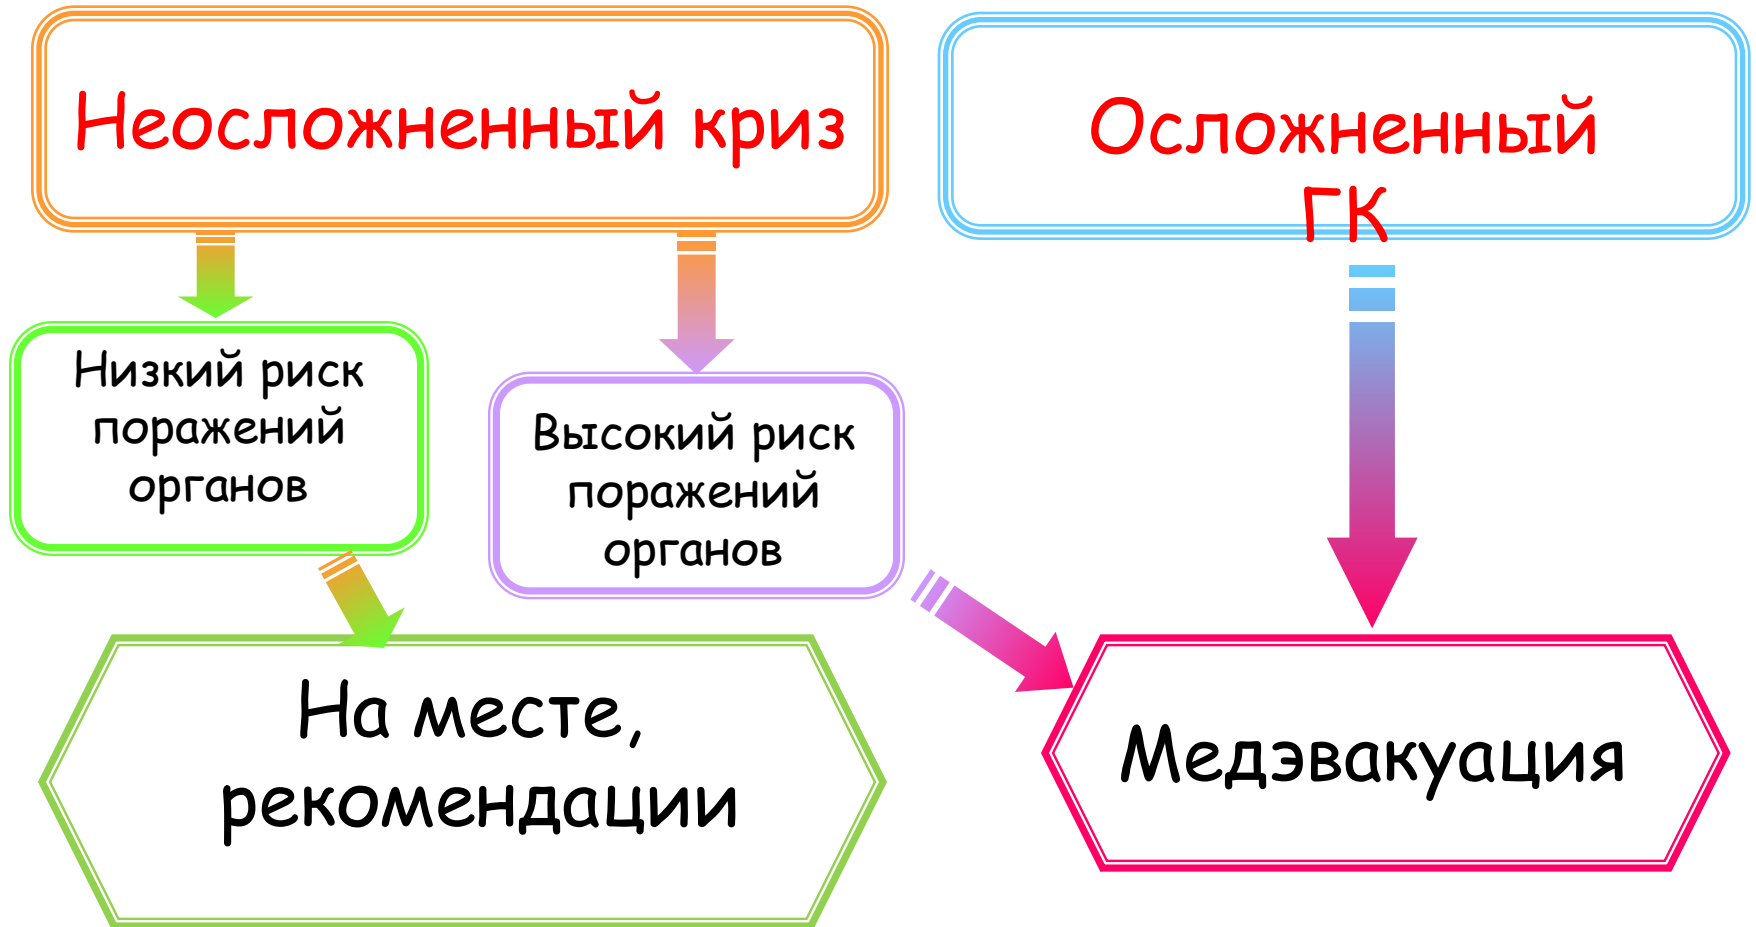 Неосложненный криз
Осложненный
ГК
Низкий риск
поражений
органов
Высокий риск
поражений
органов
На месте,
рекомендации
Медэвакуация